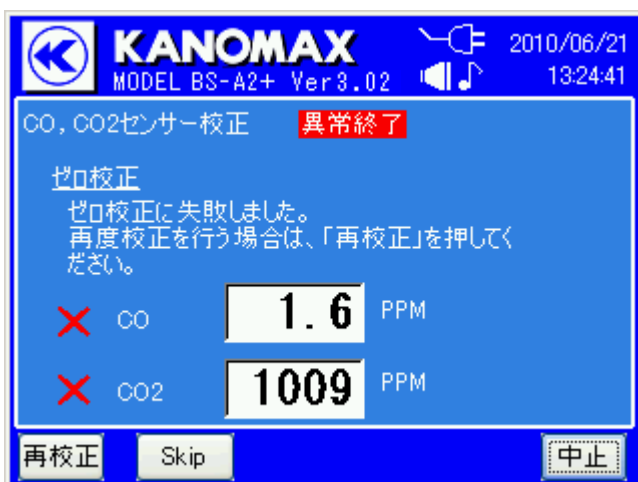 KANOMAX
MODEL BS-A2+ Ver3.02
2010/06/21
13:24:41
CO,CO2センサー校正 異常終了
ゼロ校正
ゼロ校正に失敗しました。
再度校正を行う場合は、「再校正」を押してく
ださい。
CO 1.6 PPM
CO2 1009 PPM
再校正 Skip 中止